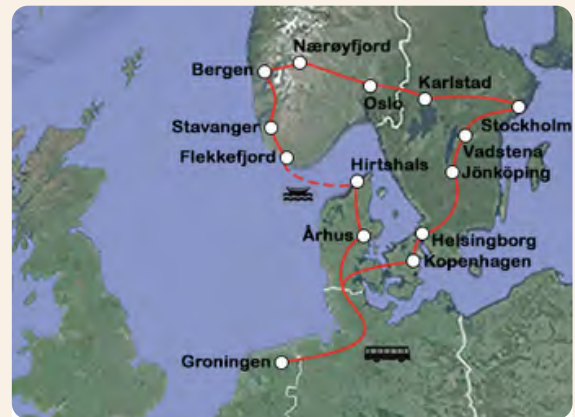 Nærøyfjord
Bergen
Karlstad
Oslo
Stockholm
Stavanger
Vadstena
Flekkefjord
Hirtshals
Jönköping
Århus
Helsingborg
Kopenhagen
Groningen